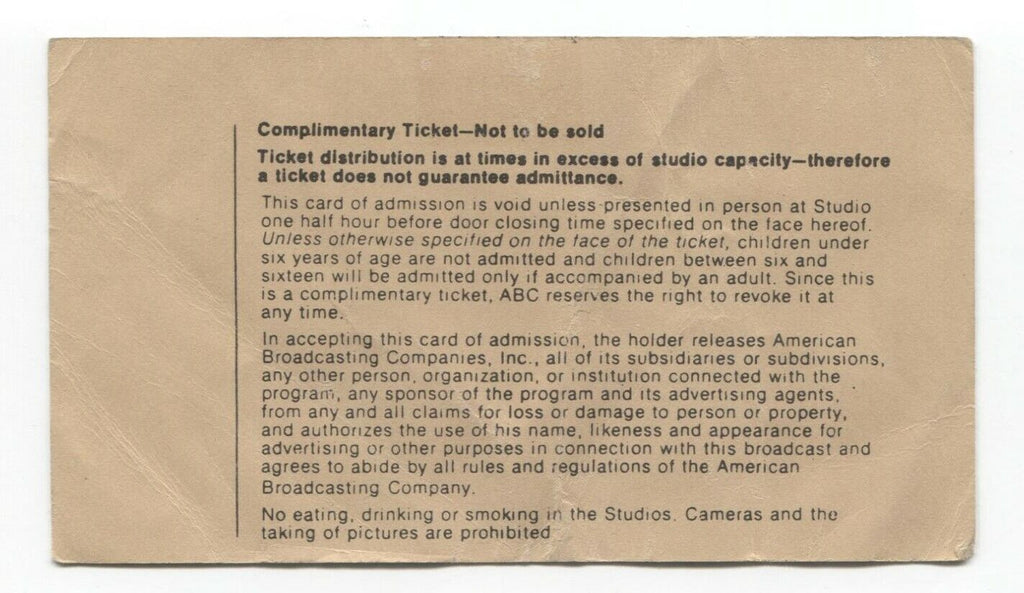 Complimentary Ticket—Not to be sold
Ticket distribution is at times in excess of studio capacity—therefore
a ticket does not guarantee admittance.
This card of admission is void unless presented in person at Studio
one half hour before door closing time specified on the face hereof.
Unless otherwise specified on the face of the ticket, children under
six years of age are not admitted and children between six and
sixteen will be admitted only if accompanied by an adult. Since this
is a complimentary ticket, ABC reserves the right to revoke it at
any time.
In accepting this card of admission, the holder releases American
Broadcasting Companies, Inc., all of its subsidiaries or subdivisions,
any other person, organization, or institution connected with the
program, any sponsor of the program and its advertising agents,
from any and all claims for loss or damage to person or property,
and authorizes the use of his name, likeness and appearance for
advertising or other purposes in connection with this broadcast and
agrees to abide by all rules and regulations of the American
Broadcasting Company.
No eating, drinking or smoking in the Studios. Cameras and the
taking of pictures are prohibited